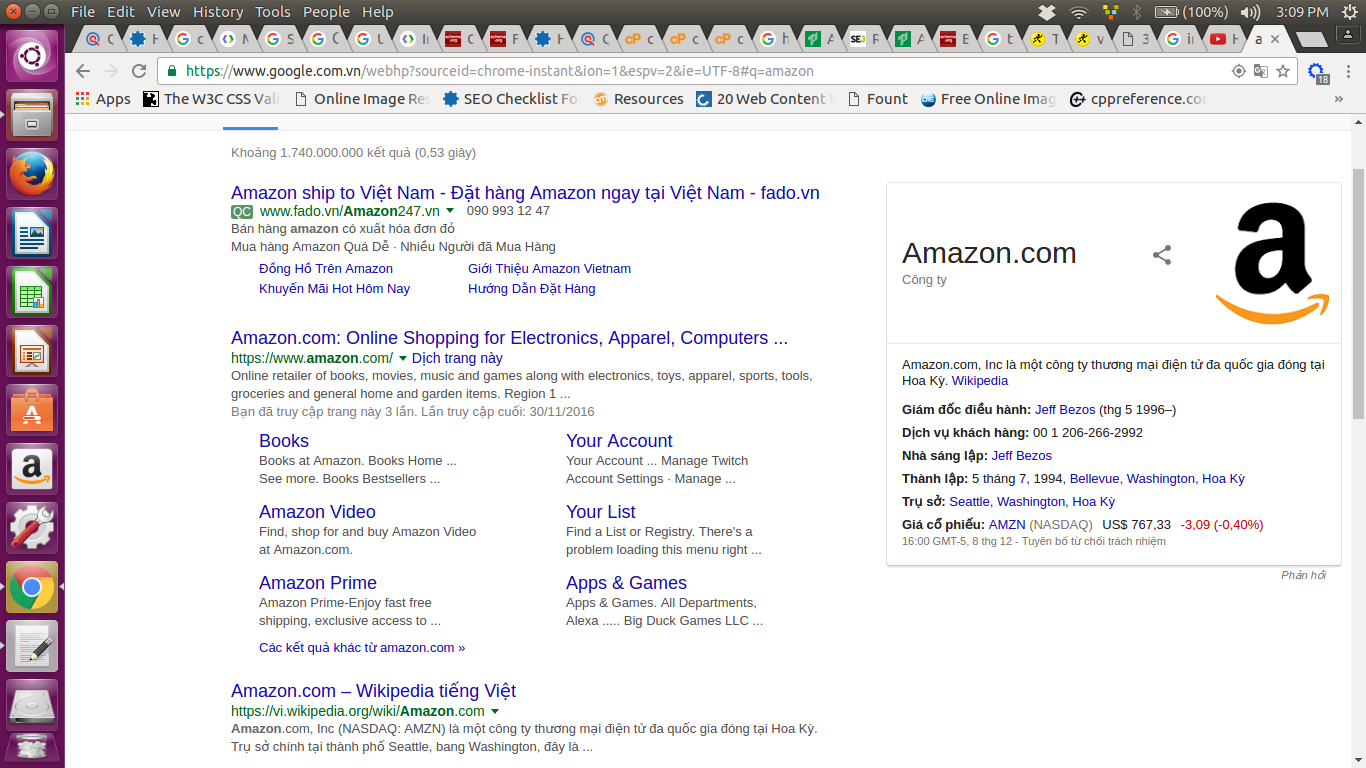 File Edit View History Tools People Help
(100%) 3:09 PM
https://www.google.com.vn/webhp?sourceid=chrome-instant&ion=1&espv=2&ie=UTF-8#q=amazon
18
Apps The W3C CSS Vali Online Image Res SEO Checklist Fo Resources 20 Web Content Fount Free Online Imag cppreference.co »
Khoảng 1.740.000.000 kết quả (0,53 giây)
Amazon ship to Việt Nam - Đặt hàng Amazon ngay tại Việt Nam - fado.vn
QC www.fado.vn/Amazon247.vn 090 993 12 47
Bán hàng amazon có xuất hóa đơn đỏ
Mua hàng Amazon Quá Dễ · Nhiều Người đã Mua Hàng
Đồng Hồ Trên Amazon Giới Thiệu Amazon Vietnam
Khuyến Mãi Hot Hôm Nay Hướng Dẫn Đặt Hàng
Amazon.com: Online Shopping for Electronics, Apparel, Computers ...
https://www.amazon.com/ Dịch trang này
Online retailer of books, movies, music and games along with electronics, toys, apparel, sports, tools,
groceries and general home and garden items. Region 1 ...
Bạn đã truy cập trang này 3 lần. Lần truy cập cuối: 30/11/2016
Books
Books at Amazon. Books Home ...
See more. Books Bestsellers ...
Your Account
Your Account ... Manage Twitch
Account Settings · Manage ...
Amazon Video
Find, shop for and buy Amazon Video
at Amazon.com.
Your List
Find a List or Registry. There's a
problem loading this menu right ...
Amazon Prime
Amazon Prime-Enjoy fast free
shipping, exclusive access to ...
Apps & Games
Apps & Games. All Departments,
Alexa ..... Big Duck Games LLC ...
Các kết quả khác từ amazon.com »
Amazon.com – Wikipedia tiếng Việt
https://vi.wikipedia.org/wiki/Amazon.com
Amazon.com, Inc (NASDAQ: AMZN) là một công ty thương mại điện tử đa quốc gia đóng tại Hoa Kỳ.
Trụ sở chính tại thành phố Seattle, bang Washington, đây là ...
Amazon.com
Công ty
Amazon.com, Inc là một công ty thương mại điện tử đa quốc gia đóng tại
Hoa Kỳ. Wikipedia
Giám đốc điều hành: Jeff Bezos (thg 5 1996–)
Dịch vụ khách hàng: 00 1 206-266-2992
Nhà sáng lập: Jeff Bezos
Thành lập: 5 tháng 7, 1994, Bellevue, Washington, Hoa Kỳ
Trụ sở: Seattle, Washington, Hoa Kỳ
Giá cổ phiếu: AMZN (NASDAQ) US$ 767,33 -3,09 (-0,40%)
16:00 GMT-5, 8 thg 12 - Tuyên bố từ chối trách nhiệm
Phản hồi